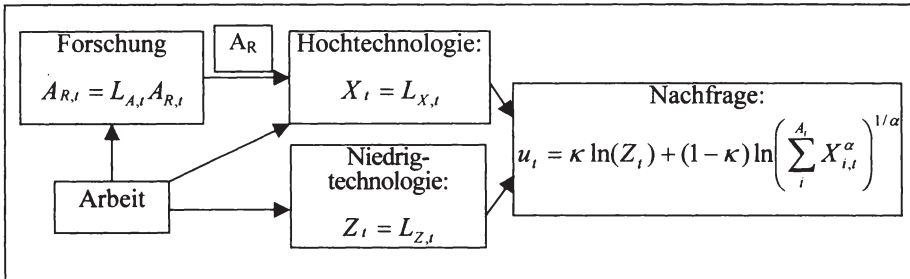 Forschung
A_{R,t} = L_{A,t} A_{R,t}
A_R
Hochtechnologie:
X_t = L_{X,t}
Nachfrage:
u_t = κ ln(Z_t) + (1 − κ) ln(∑_i^{A_t} X_{i,t}^α)^{1/α}
Arbeit
Niedrig-
technologie:
Z_t = L_{Z,t}